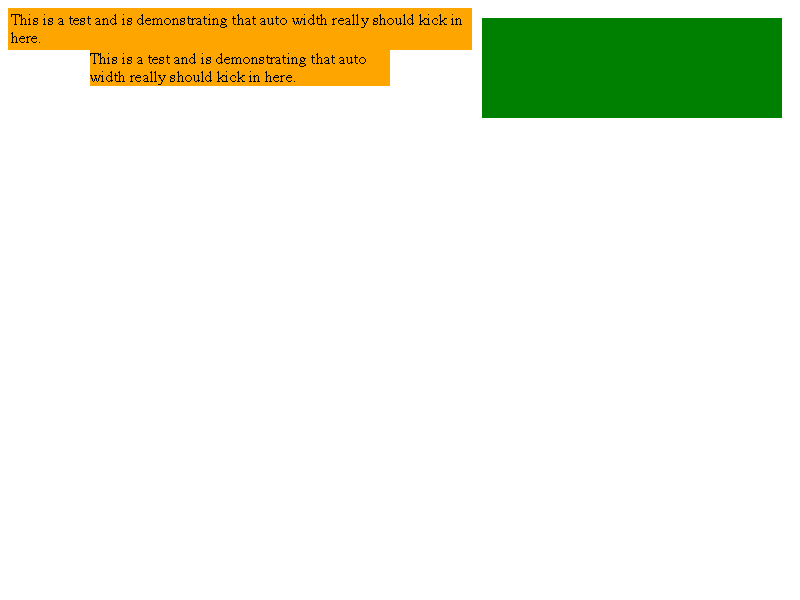 This is a test and is demonstrating that auto width really should kick in
here.
This is a test and is demonstrating that auto
width really should kick in here.